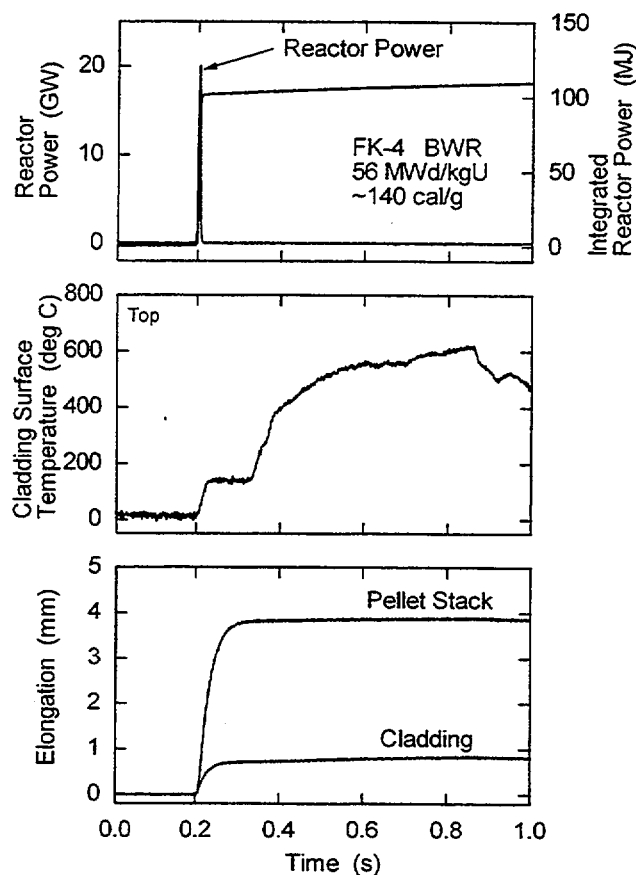 Reactor Power
Reactor
Power (GW)
20
10
0
150
100
50
0
Integrated
Reactor Power (MJ)
FK-4 BWR
56 MWd/kgU
~140 cal/g
Top
Cladding Surface
Temperature (deg C)
800
600
400
200
0
Elongation (mm)
5
4
3
2
1
0
Pellet Stack
Cladding
0.0 0.2 0.4 0.6 0.8 1.0
Time (s)